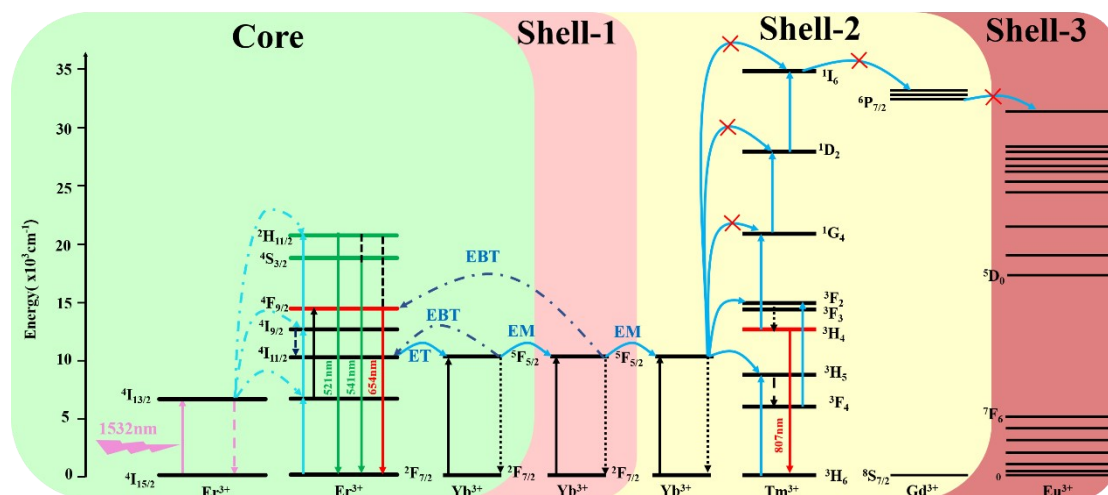 Core
Shell-1
Shell-2
Shell-3
Energy( x10³cm⁻¹)
35
30
25
20
15
10
5
0
1532nm
⁴I₁₃/₂
⁴I₁₅/₂
Er³⁺
²H₁₁/₂
⁴S₃/₂
⁴F₉/₂
⁴I₉/₂
⁴I₁₁/₂
521nm
541nm
654nm
²F₇/₂
Er³⁺
EBT
EBT
ET
EM
EM
⁵F₅/₂
²F₇/₂
Yb³⁺
⁵F₅/₂
²F₇/₂
Yb³⁺
Yb³⁺
¹I₆
¹D₂
¹G₄
³F₂
³F₃
³H₄
³H₅
³F₄
807nm
³H₆
Tm³⁺
⁶P₇/₂
⁸S₇/₂
Gd³⁺
⁵D₀
⁷F₆
0
Eu³⁺